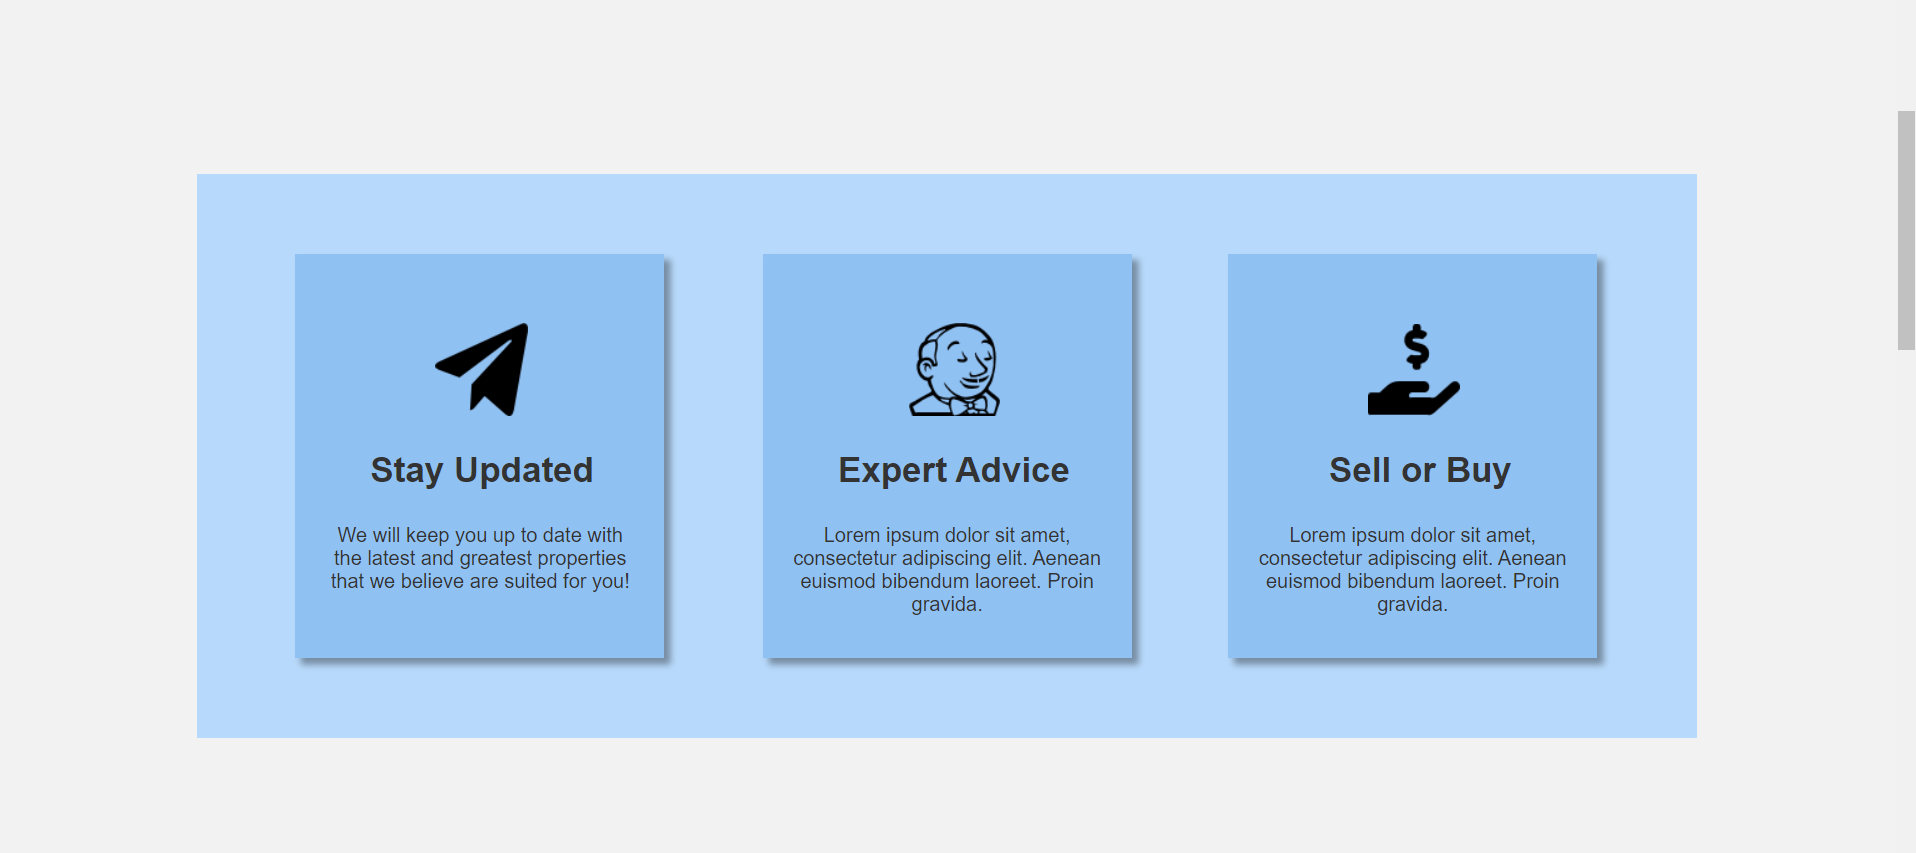 Stay Updated
We will keep you up to date with
the latest and greatest properties
that we believe are suited for you!
Expert Advice
Lorem ipsum dolor sit amet,
consectetur adipiscing elit. Aenean
euismod bibendum laoreet. Proin
gravida.
$
Sell or Buy
Lorem ipsum dolor sit amet,
consectetur adipiscing elit. Aenean
euismod bibendum laoreet. Proin
gravida.